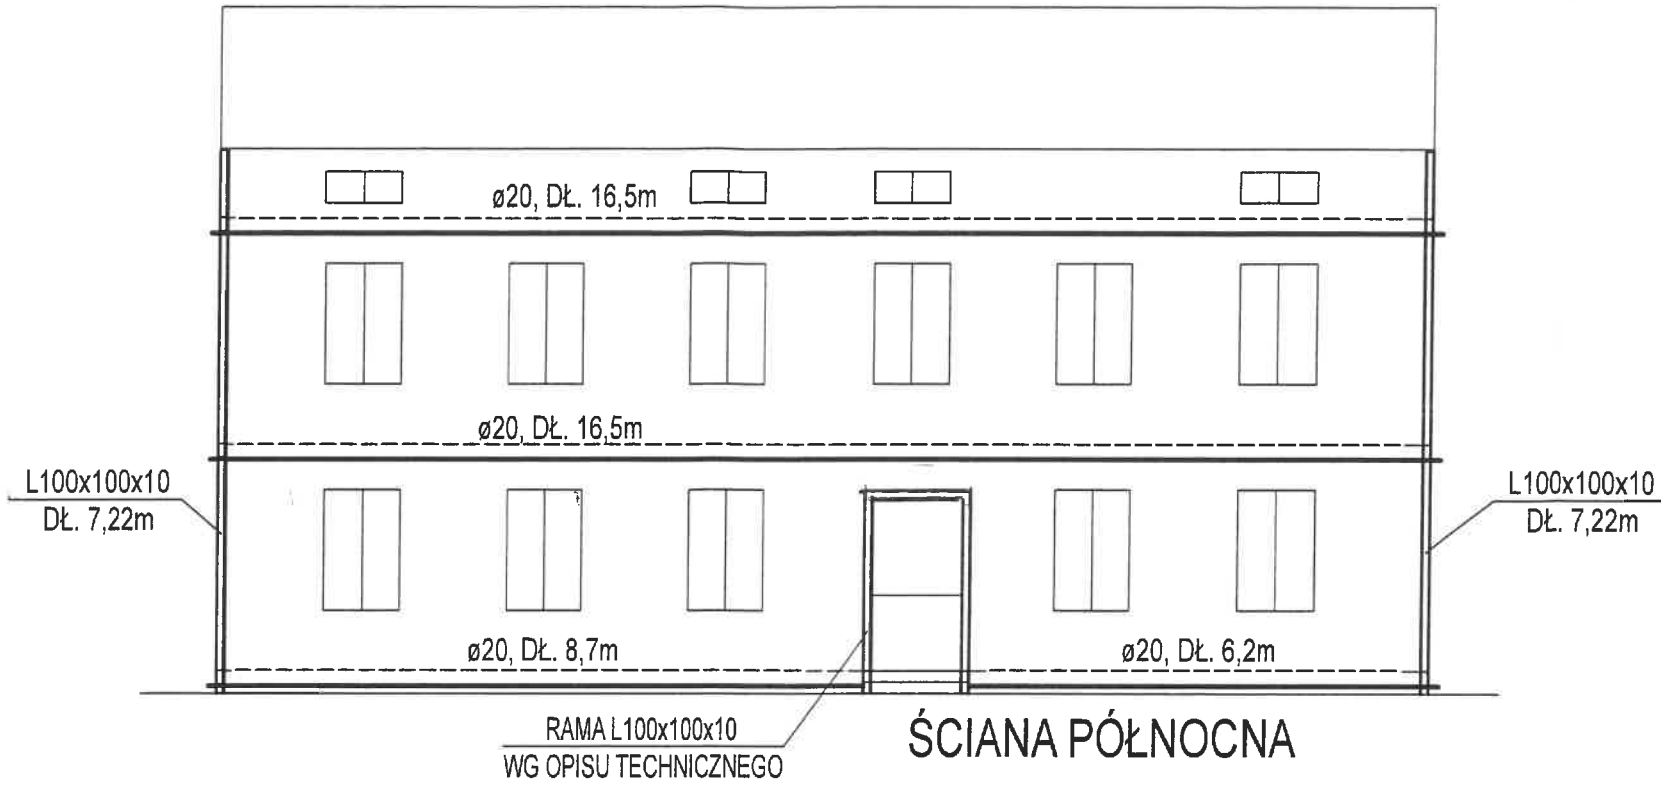 ø20, DŁ. 16,5m
ø20, DŁ. 16,5m
L100x100x10
DŁ. 7,22m
L100x100x10
DŁ. 7,22m
ø20, DŁ. 8,7m
ø20, DŁ. 6,2m
RAMA L100x100x10
WG OPISU TECHNICZNEGO
ŚCIANA PÓŁNOCNA